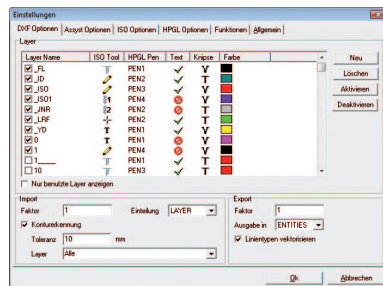 Einstellungen
DXF Optionen Assyst Optionen ISO Optionen HPGL Optionen Funktionen Allgemein
Layer
Layer Name ISO Tool HPGL Pen Text Knipse Farbe
_FL PEN1 V
_ID PEN2 T
_ISO PEN3 V
_ISO1 1 PEN4 V
_JNR 2 PEN2 T
_LRF PEN2 T
_YD T PEN1 V
0 T PEN1 V
1 PEN4 V
1____ PEN1 T
10 PEN3 T
Neu
Löschen
Aktivieren
Deaktivieren
Nur benutzte Layer anzeigen
Import
Faktor 1 Einteilung LAYER
Konturerkennung
Toleranz 10 mm
Layer Alle
Export
Faktor 1
Ausgabe in ENTITIES
Linientypen vektorisieren
Ok Abbrechen